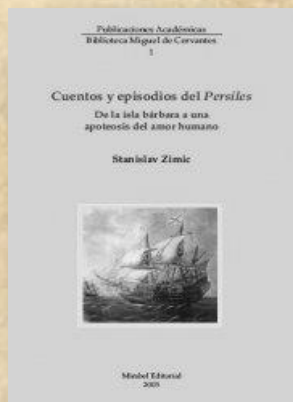 Publicaciones Académicas
Biblioteca Miguel de Cervantes
1
Cuentos y episodios del Persiles
De la isla bárbara a una
apoteosis del amor humano
Stanislav Zimic
Mirabel Editorial
2005